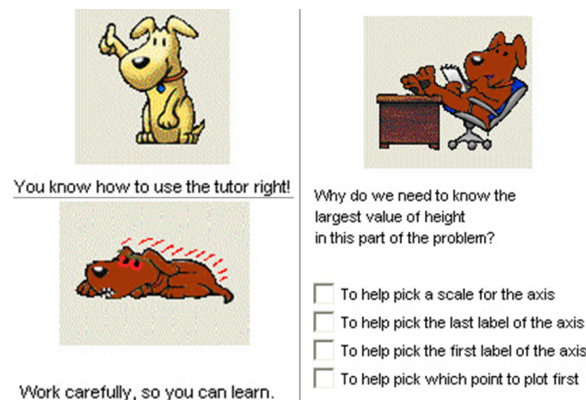 You know how to use the tutor right!
Work carefully, so you can learn.
Why do we need to know the
largest value of height
in this part of the problem?
To help pick a scale for the axis
To help pick the last label of the axis
To help pick the first label of the axis
To help pick which point to plot first